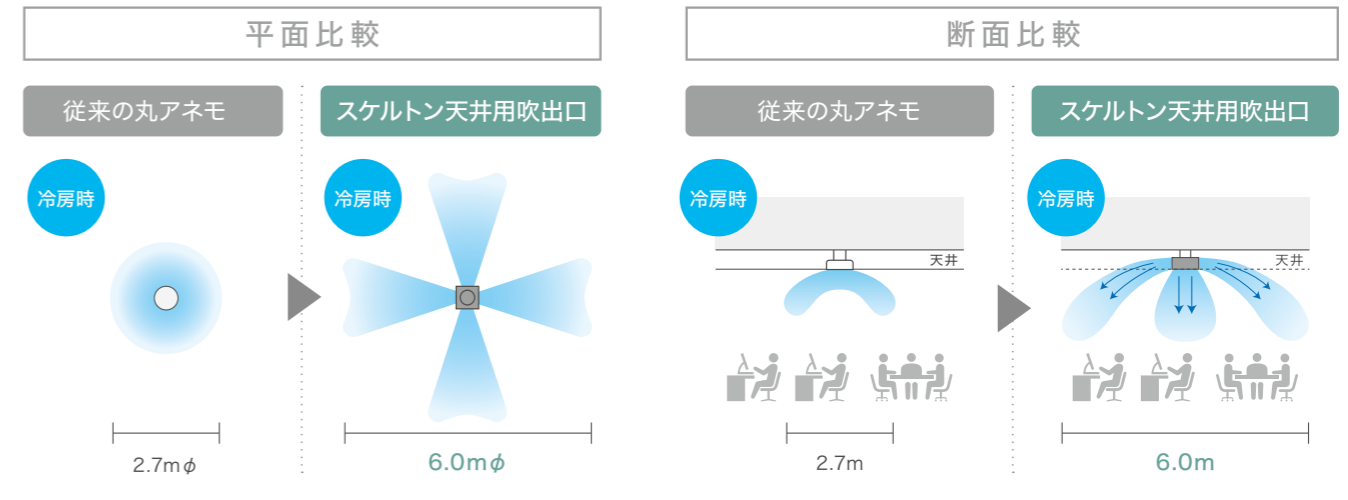 平面比較
断面比較
従来の丸アネモ
スケルトン天井用吹出口
従来の丸アネモ
スケルトン天井用吹出口
冷房時
冷房時
冷房時
冷房時
天井
天井
2.7mφ
6.0mφ
2.7m
6.0m